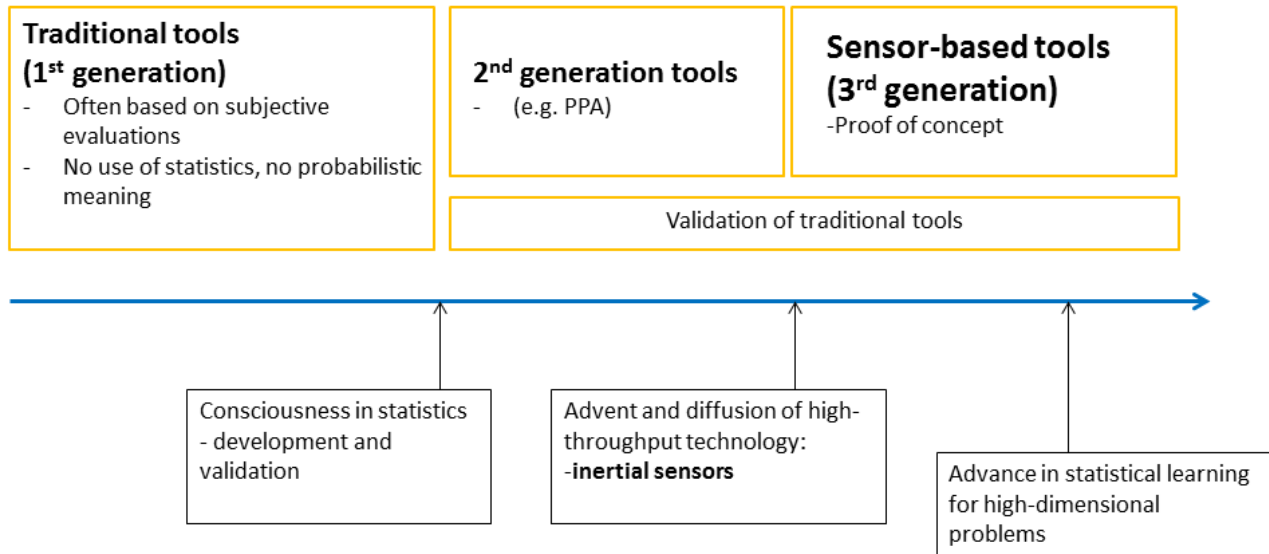 Traditional tools
(1st generation)
- Often based on subjective
evaluations
- No use of statistics, no probabilistic
meaning
2nd generation tools
- (e.g. PPA)
Sensor-based tools
(3rd generation)
-Proof of concept
Validation of traditional tools
Consciousness in statistics
- development and
validation
Advent and diffusion of high-
throughput technology:
-inertial sensors
Advance in statistical learning
for high-dimensional
problems